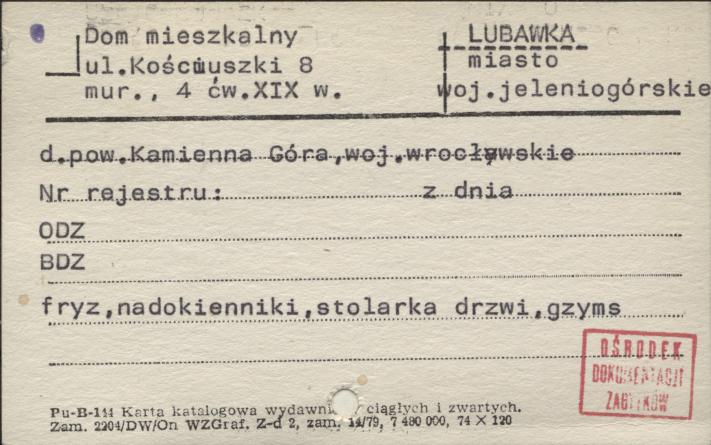 Dom mieszkalny
ul.Kościuszki 8
mur., 4 ćw.XIX w.
LUBAWKA
miasto
woj.jeleniogórskie
d.pow.Kamienna Góra,woj.wrocławskie
Nr rejestru: z dnia
ODZ
BDZ
fryz,nadokienniki,stolarka drzwi,gzyms
OŚRODEK
DOKUMENTACJI
ZABYTKÓW
Pu-B-144 Karta katalogowa wydawni ciągłych i zwartych.
Zam. 2204/DW/On WZGraf. Z-d 2, zam. 14/79, 7 480 000, 74 X 120